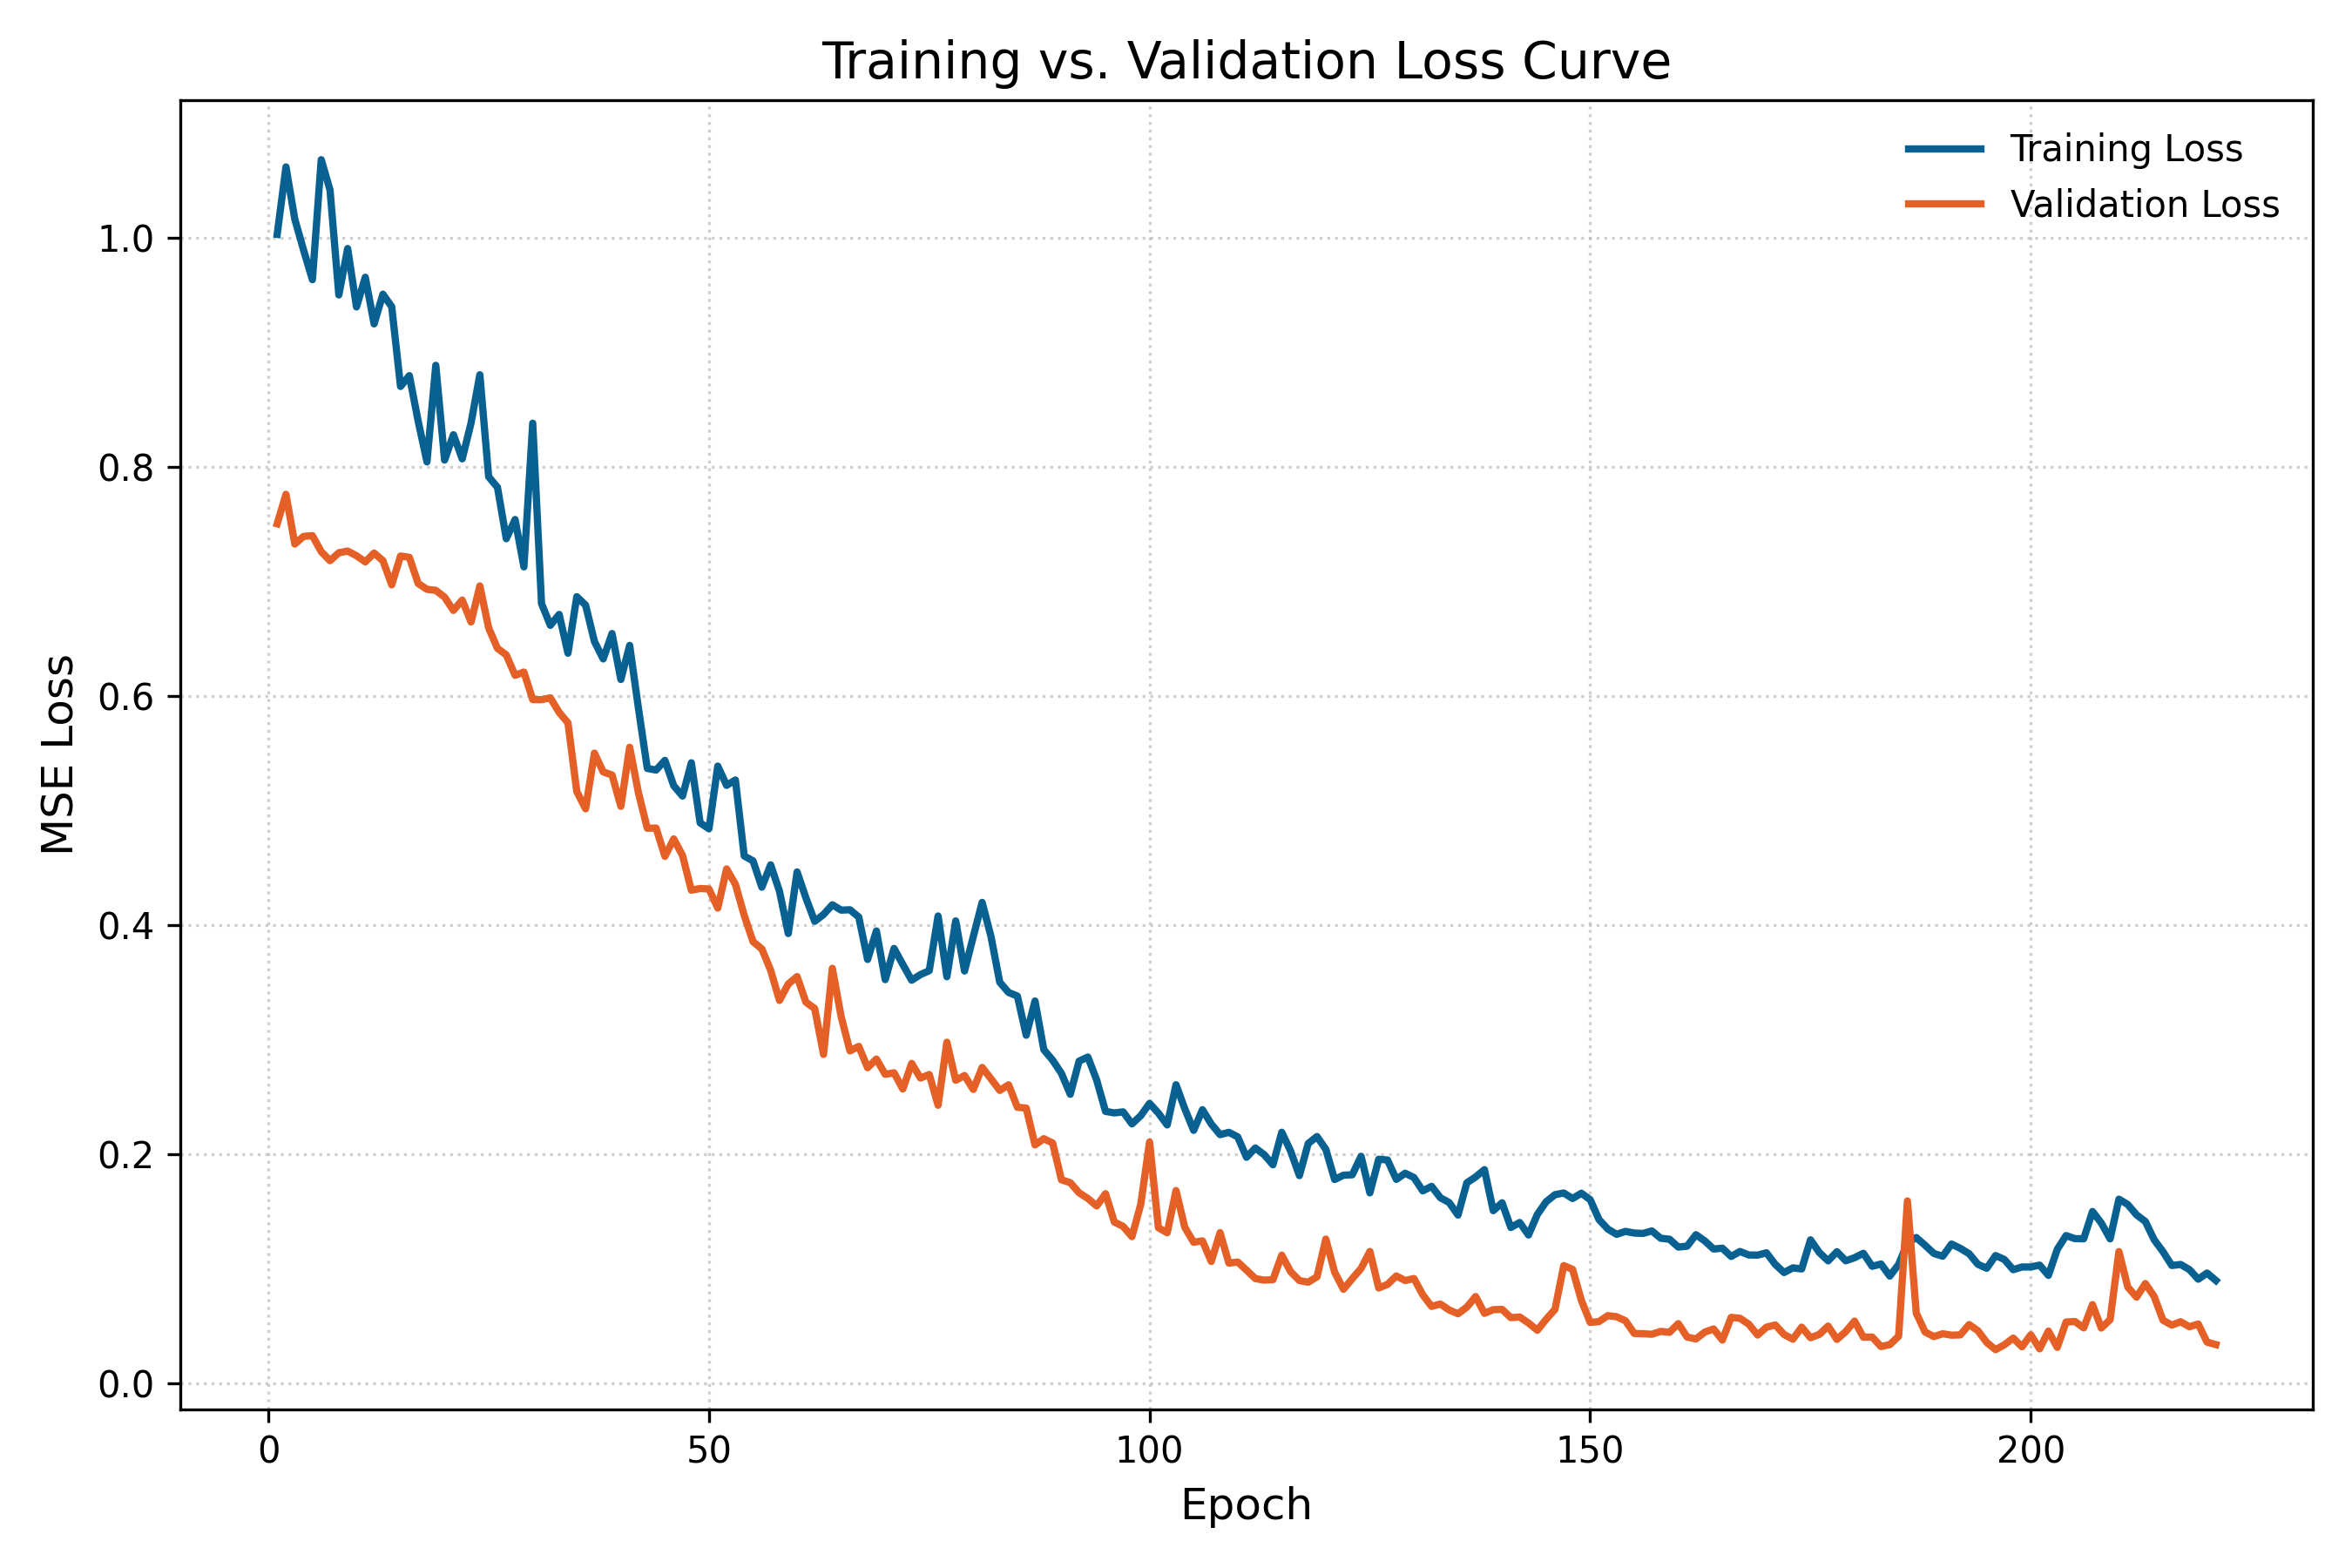 Training vs. Validation Loss Curve
Training Loss
Validation Loss
MSE Loss
1.0
0.8
0.6
0.4
0.2
0.0
0 50 100 150 200
Epoch